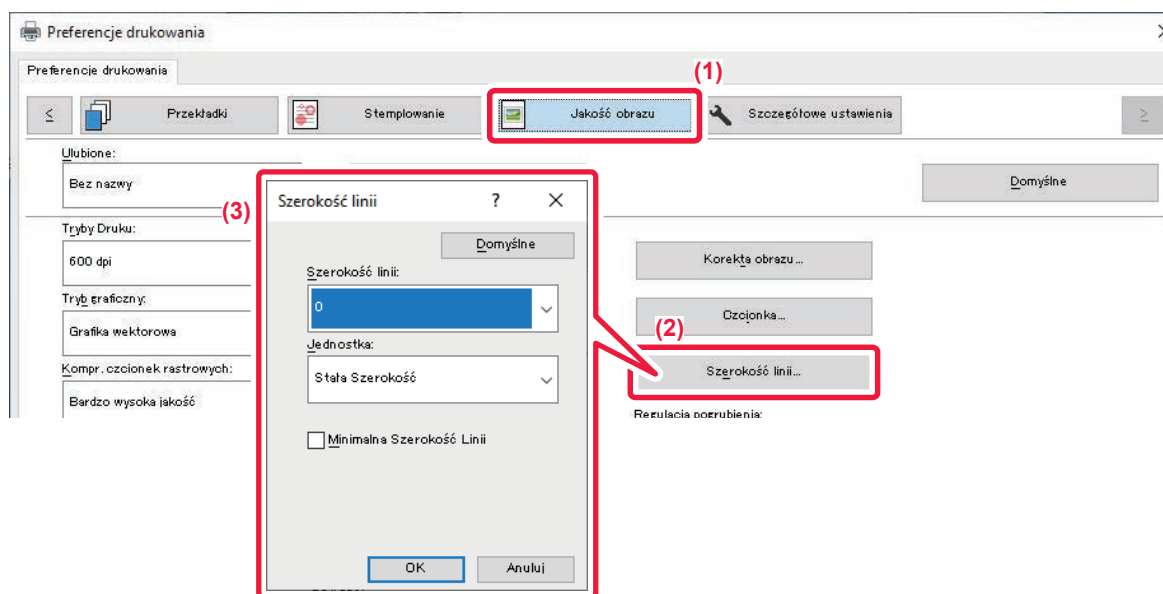 Preferencje drukowania
Preferencje drukowania
(1)
<
Przekładki
Stemplowanie
Jakość obrazu
Szczegółowe ustawienia
>
Ulubione:
Bez nazwy
Domyślne
(3)
Szerokość linii
?
Domyślne
Szerokość linii:
0
Jednostka:
Stała Szerokość
Minimalna Szerokość Linii
OK
Anuluj
Tryby Druku:
600 dpi
Tryb graficzny:
Grafika wektorowa
Kompr. czcionek rastrowych:
Bardzo wysoka jakość
Korekta obrazu...
Czcionka...
(2)
Szerokość linii...
Regulacja pogrubienia: